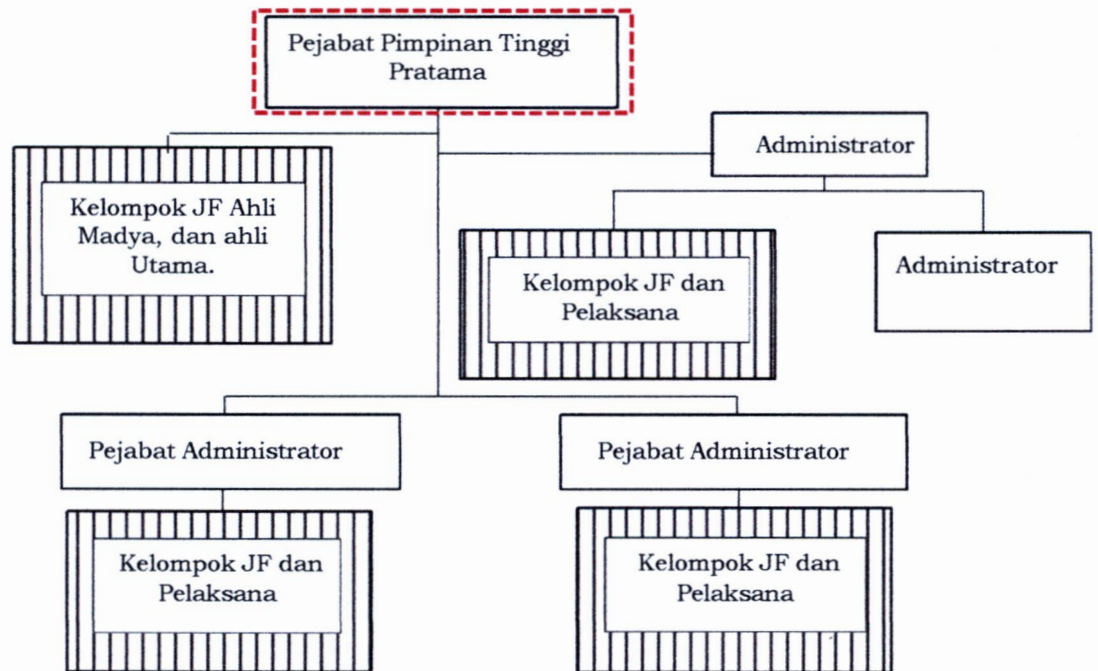 Pejabat Pimpinan Tinggi
Pratama
Administrator
Kelompok JF Ahli
Madya, dan ahli
Utama.
Kelompok JF dan
Pelaksana
Administrator
Pejabat Administrator
Pejabat Administrator
Kelompok JF dan
Pelaksana
Kelompok JF dan
Pelaksana